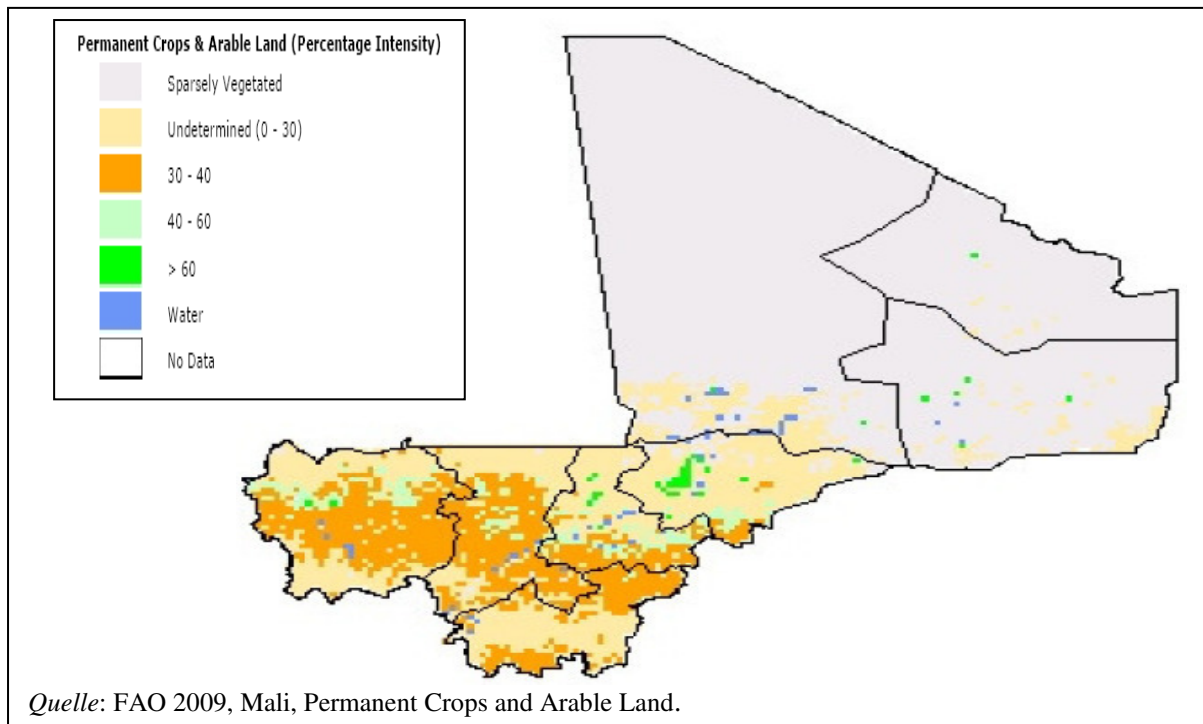 Permanent Crops & Arable Land (Percentage Intensity)
Sparsely Vegetated
Undetermined (0 - 30)
30 - 40
40 - 60
> 60
Water
No Data
Quelle: FAO 2009, Mali, Permanent Crops and Arable Land.